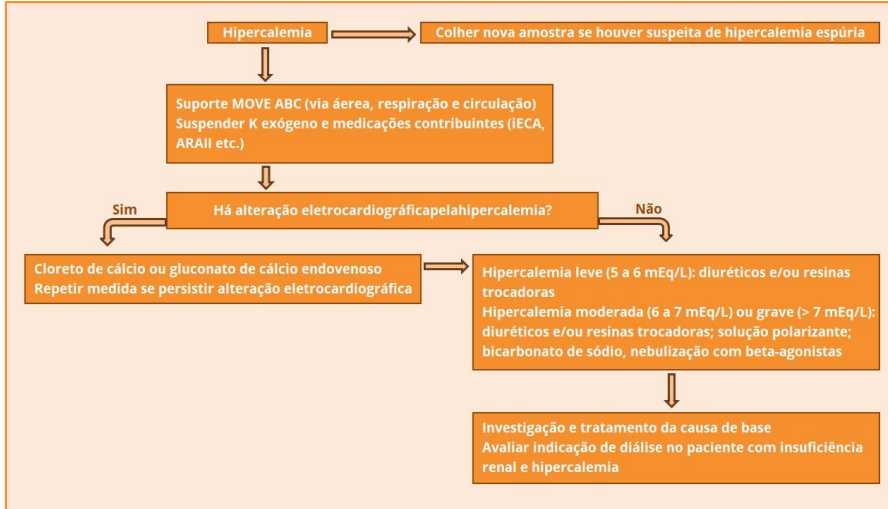 Hipercalemia
Colher nova amostra se houver suspeita de hipercalemia espúria
Suporte MOVE ABC (via áerea, respiração e circulação)
Suspender K exógeno e medicações contribuintes (iECA,
ARAII etc.)
Há alteração eletrocardiográficapelahipercalemia?
Sim
Não
Cloreto de cálcio ou gluconato de cálcio endovenoso
Repetir medida se persistir alteração eletrocardiográfica
Hipercalemia leve (5 a 6 mEq/L): diuréticos e/ou resinas
trocadoras
Hipercalemia moderada (6 a 7 mEq/L) ou grave (> 7 mEq/L):
diuréticos e/ou resinas trocadoras; solução polarizante;
bicarbonato de sódio, nebulização com beta-agonistas
Investigação e tratamento da causa de base
Avaliar indicação de diálise no paciente com insuficiência
renal e hipercalemia